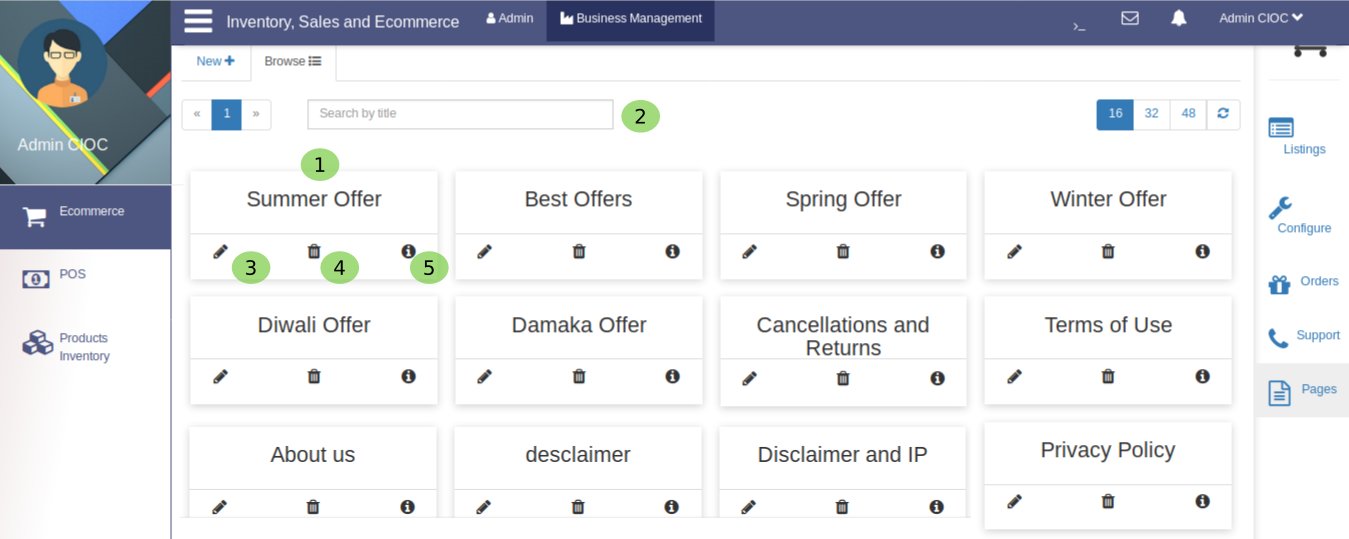 Inventory, Sales and Ecommerce
Admin
Business Management
>_
Admin CIOC
New
Browse
Admin CIOC
«
1
»
Search by title
2
16
32
48
Listings
1
Summer Offer
Best Offers
Spring Offer
Winter Offer
Ecommerce
Configure
3
4
5
POS
Orders
Diwali Offer
Damaka Offer
Cancellations and
Returns
Terms of Use
Products
Inventory
Support
Pages
About us
desclaimer
Disclaimer and IP
Privacy Policy